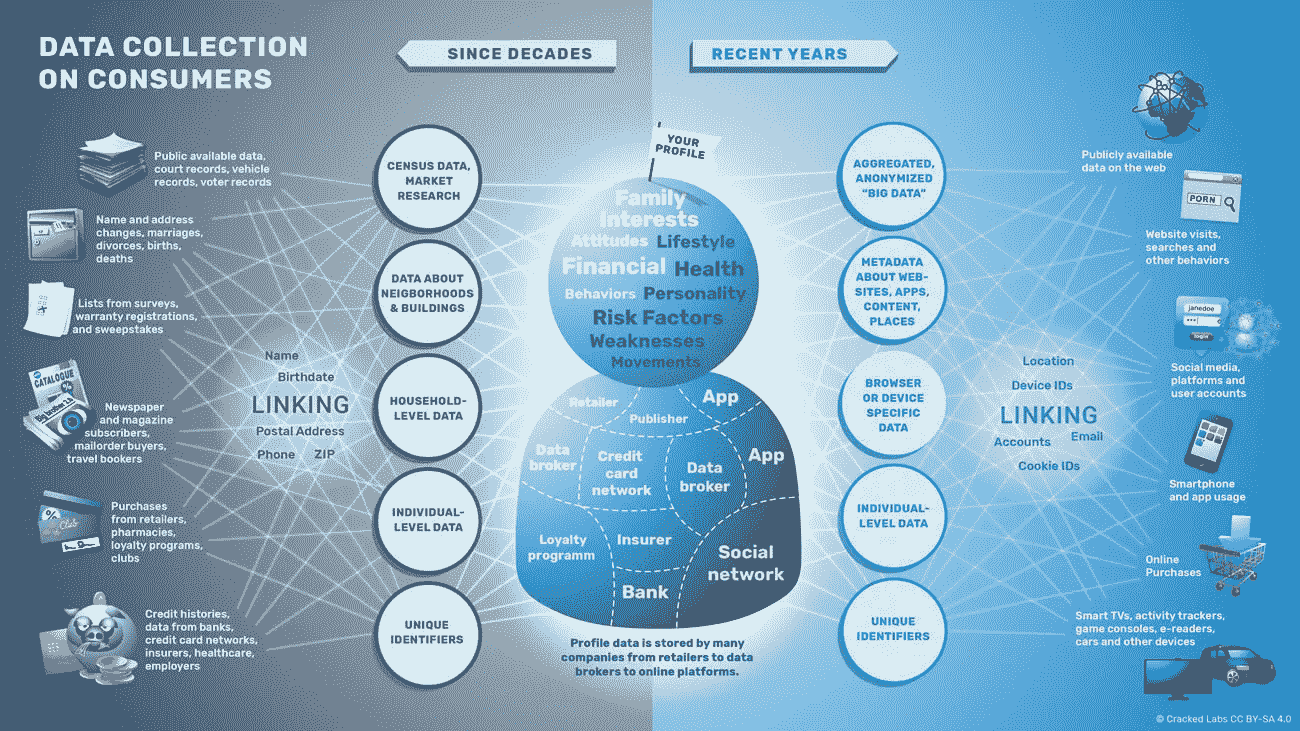 DATA COLLECTION
ON CONSUMERS
SINCE DECADES
RECENT YEARS
Public available data,
court records, vehicle
records, voter records
Name and address
changes, marriages,
divorces, births,
deaths
Lists from surveys,
warranty registrations,
and sweepstakes
CATALOGUE
%
Newspaper
and magazine
subscribers,
mailorder buyers,
travel bookers
%
Club
Purchases
from retailers,
pharmacies,
loyalty programs,
clubs
Credit histories,
data from banks,
credit card networks,
insurers, healthcare,
employers
Name
Birthdate
LINKING
Postal Address
Phone ZIP
CENSUS DATA,
MARKET
RESEARCH
DATA ABOUT
NEIGBORHOODS
& BUILDINGS
HOUSEHOLD-
LEVEL DATA
INDIVIDUAL-
LEVEL DATA
UNIQUE
IDENTIFIERS
YOUR
PROFILE
Family
Interests
Attitudes Lifestyle
Financial Health
Behaviors Personality
Risk Factors
Weaknesses
Movements
Retailer
Publisher
App
Data
broker
Credit
card
network
Data
broker
App
Loyalty
programm
Insurer
Social
network
Bank
Profile data is stored by many
companies from retailers to data
brokers to online platforms.
AGGREGATED,
ANONYMIZED
"BIG DATA"
METADATA
ABOUT WEB-
SITES, APPS,
CONTENT,
PLACES
BROWSER
OR DEVICE
SPECIFIC
DATA
INDIVIDUAL-
LEVEL DATA
UNIQUE
IDENTIFIERS
Location
Device IDs
LINKING
Accounts Email
Cookie IDs
Publicly available
data on the web
PORN
Website visits,
searches and
other behaviors
janedoe
login
Social media,
platforms and
user accounts
Smartphone
and app usage
Online
Purchases
Smart TVs, activity trackers,
game consoles, e-readers,
cars and other devices
© Cracked Labs CC BY-SA 4.0